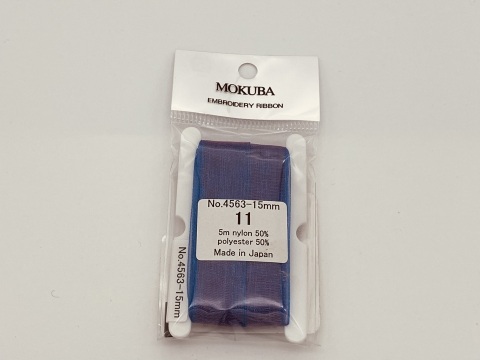 MOKUBA
EMBROIDERY RIBBON
No.4563-15mm
11
5m nylon 50%
polyester 50%
Made in Japan
No.4563-15mm